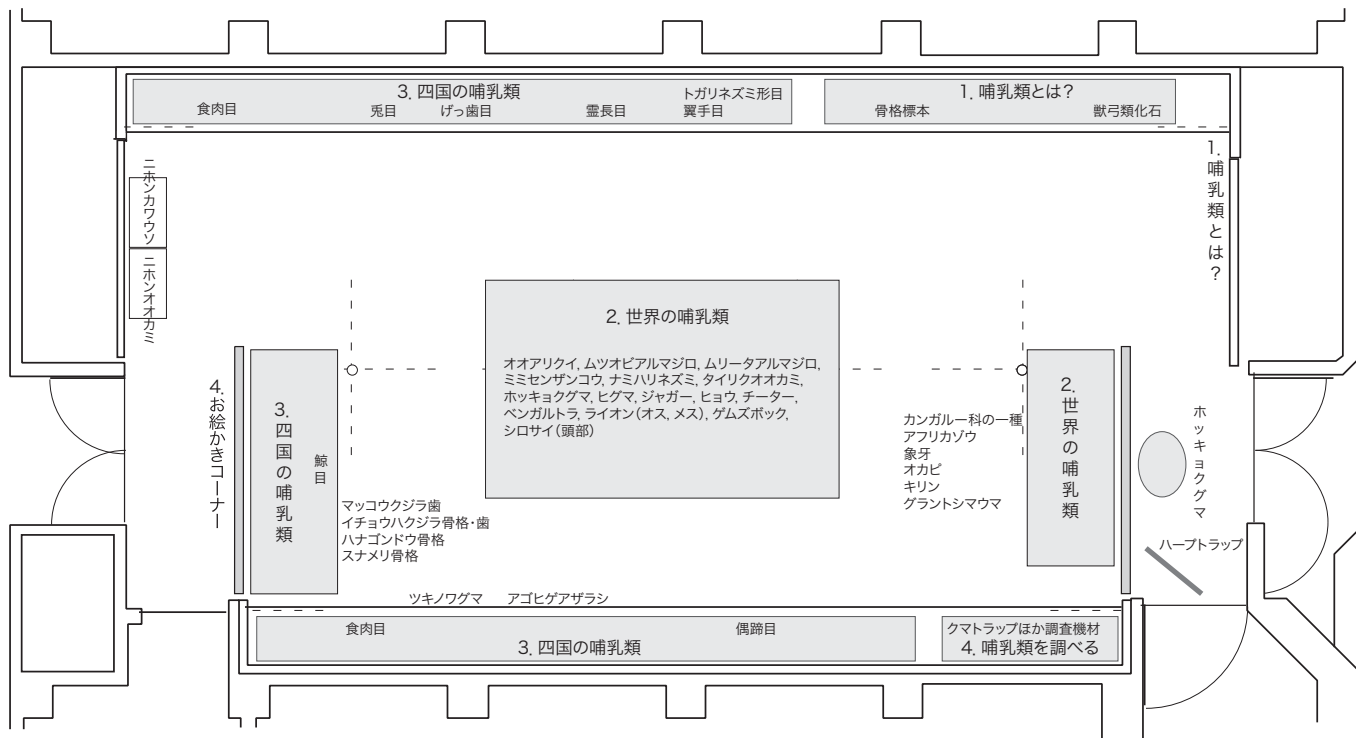 3. 四国の哺乳類
食肉目
兎目
げっ歯目
霊長目
トガリネズミ形目
翼手目
1. 哺乳類とは？
骨格標本
獣弓類化石
1. 哺乳類とは？
ニホンカワウソ
ニホンオオカミ
2. 世界の哺乳類
オオアリクイ, ムツオビアルマジロ, ムリータアルマジロ,
ミミセンザンコウ, ナミハリネズミ, タイリクオオカミ,
ホッキョクグマ, ヒグマ, ジャガー, ヒョウ, チーター,
ベンガルトラ, ライオン（オス, メス）, ゲムズボック,
シロサイ（頭部）
4. お絵かきコーナー
3. 四国の哺乳類
鯨目
マッコウクジラ歯
イチョウハクジラ骨格・歯
ハナゴンドウ骨格
スナメリ骨格
カンガルー科の一種
アフリカゾウ
象牙
オカピ
キリン
グラントシマウマ
2. 世界の哺乳類
ホッキョクグマ
ハープトラップ
ツキノワグマ
アゴヒゲアザラシ
食肉目
偶蹄目
3. 四国の哺乳類
クマトラップほか調査機材
4. 哺乳類を調べる